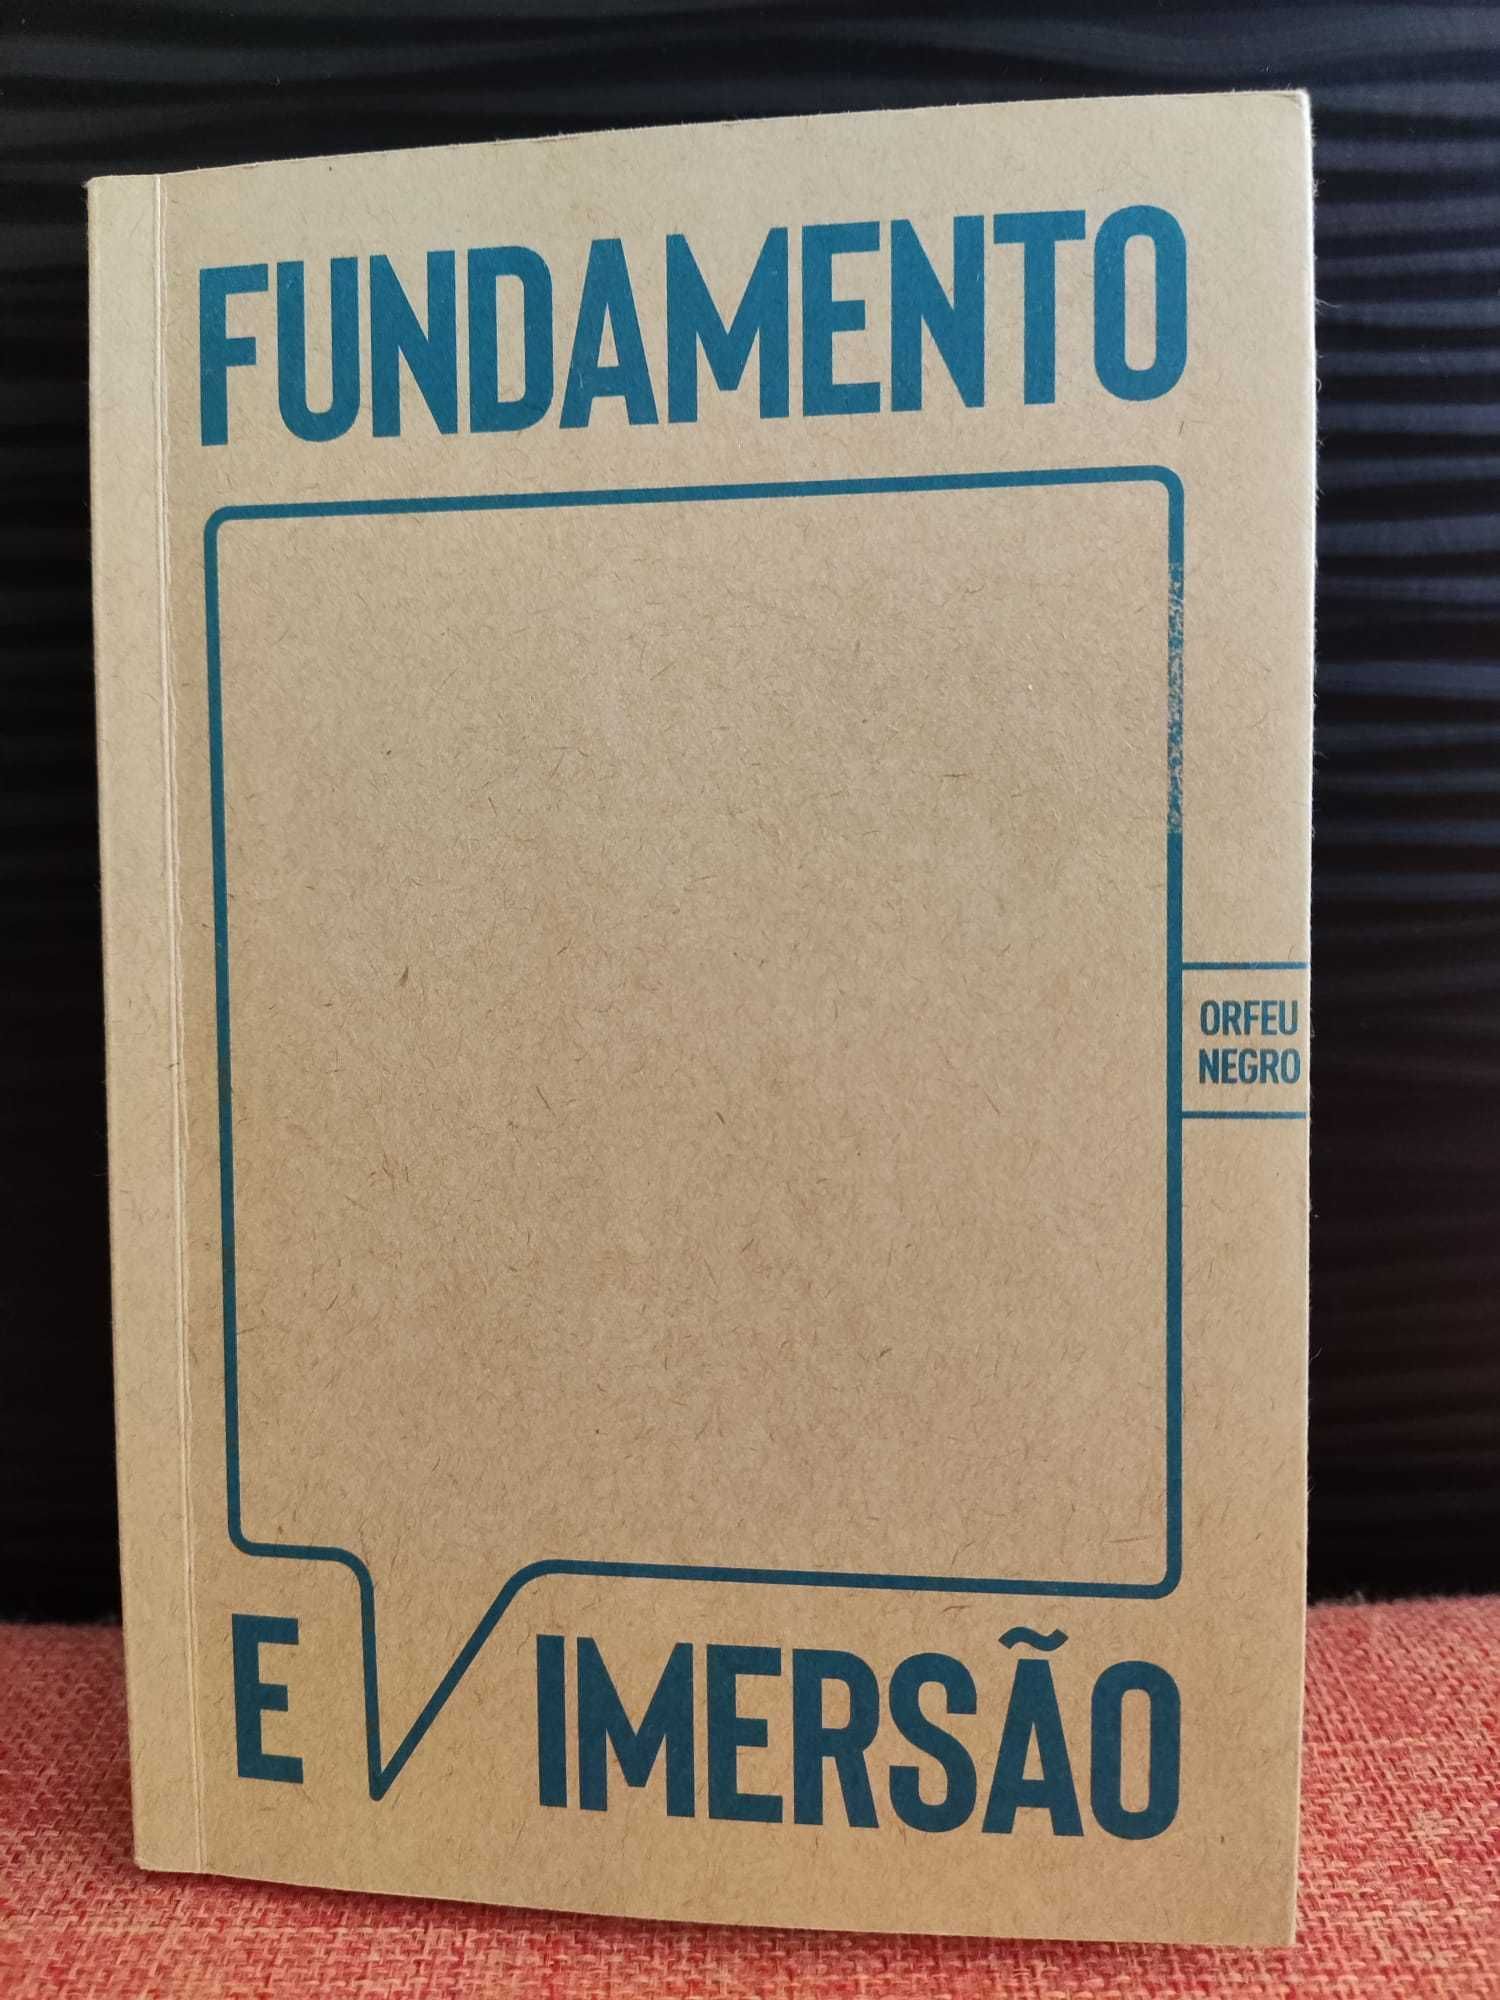 FUNDAMENTO
ORFEU
NEGRO
E IMERSÃO